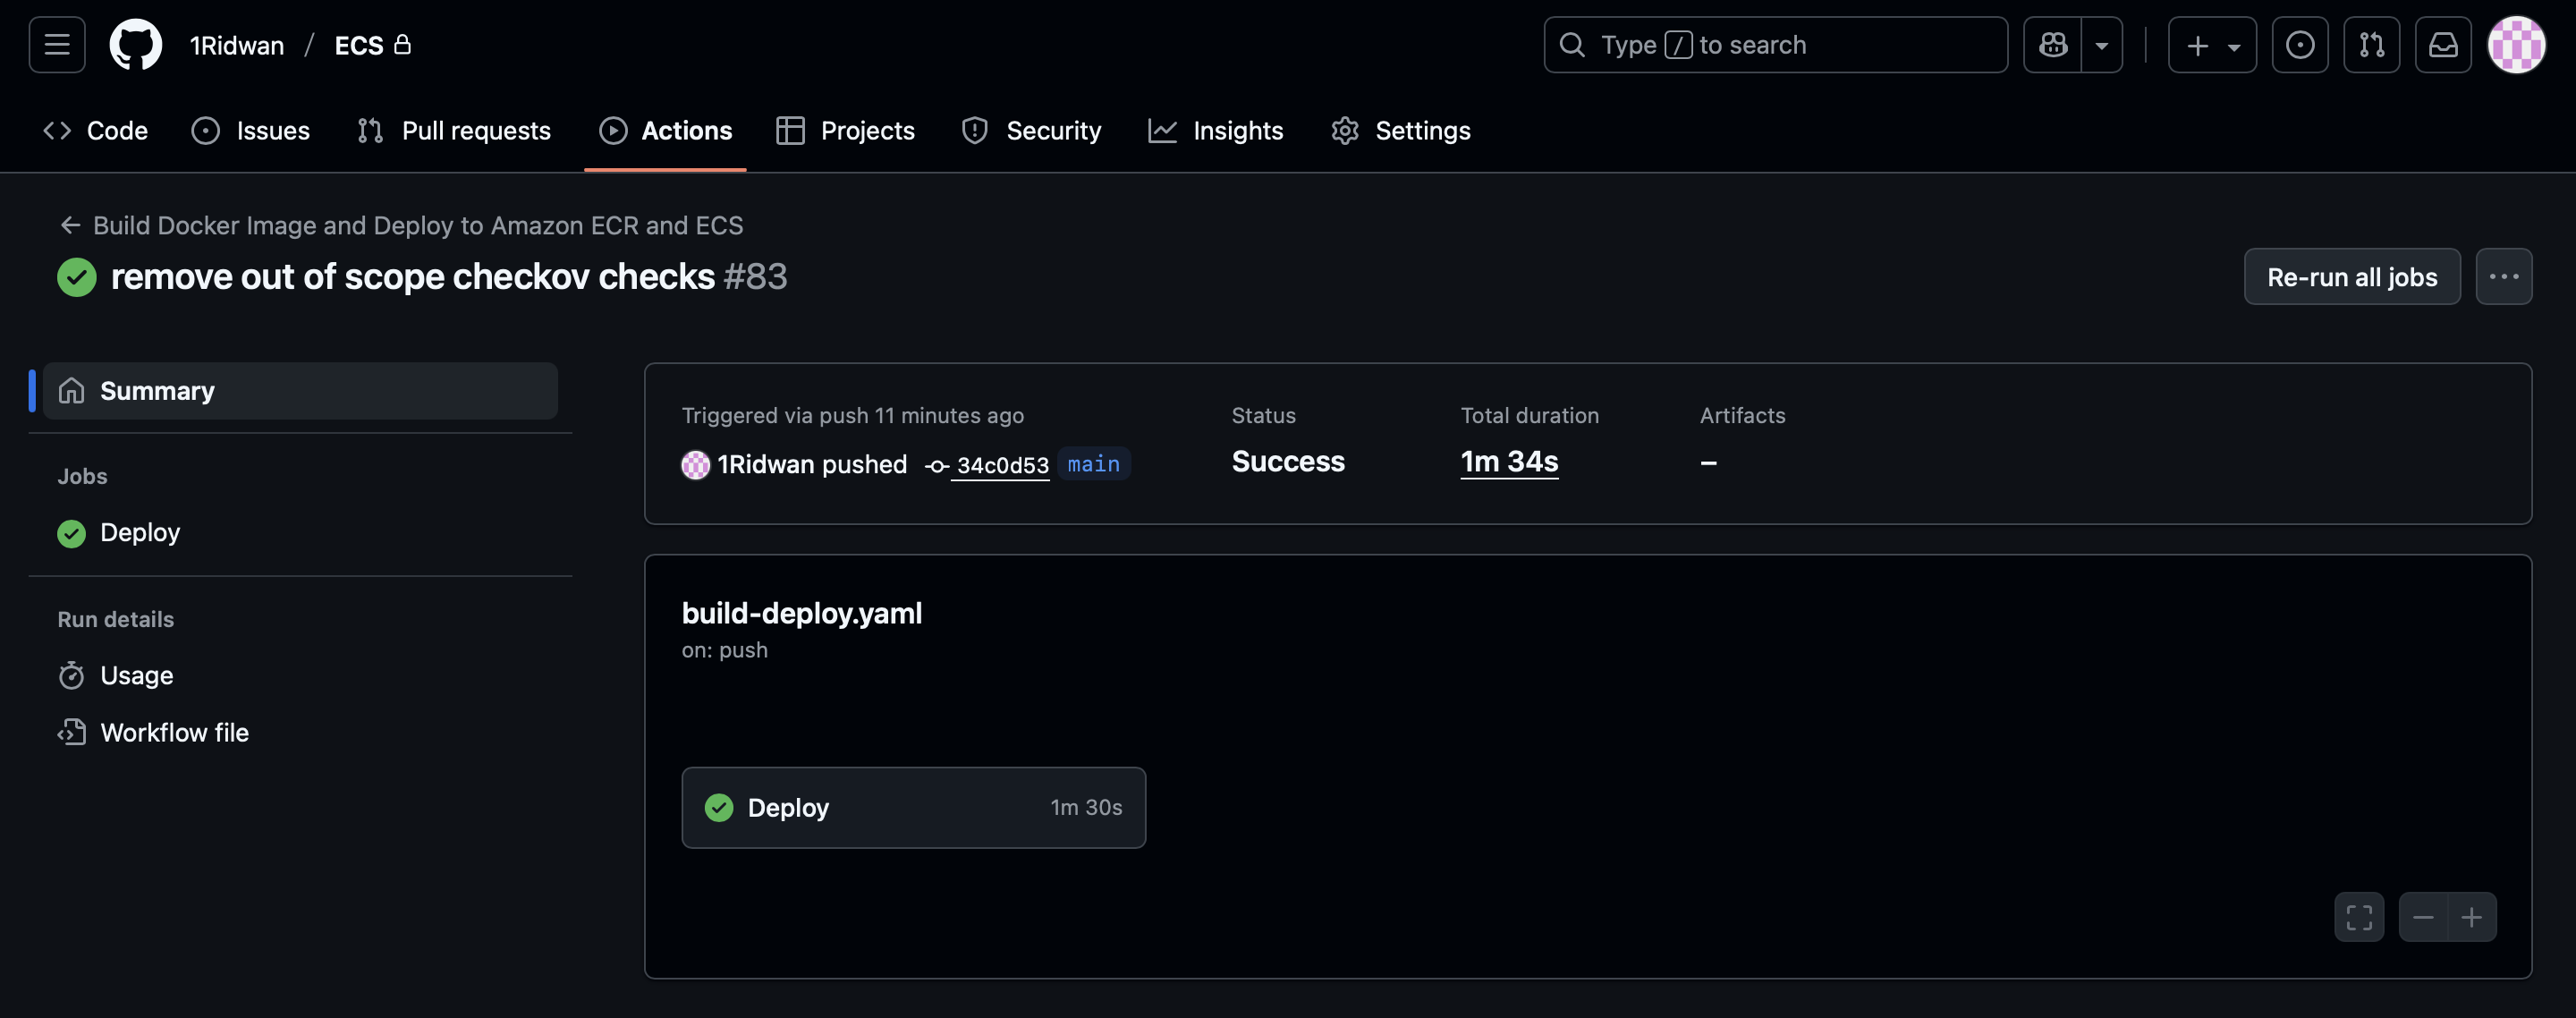 1Ridwan / ECS
Type / to search
Code
Issues
Pull requests
Actions
Projects
Security
Insights
Settings
Build Docker Image and Deploy to Amazon ECR and ECS
remove out of scope checkov checks #83
Re-run all jobs
Summary
Jobs
Deploy
Run details
Usage
Workflow file
Triggered via push 11 minutes ago
1Ridwan pushed 34c0d53 main
Status
Success
Total duration
1m 34s
Artifacts
–
build-deploy.yaml
on: push
Deploy 1m 30s